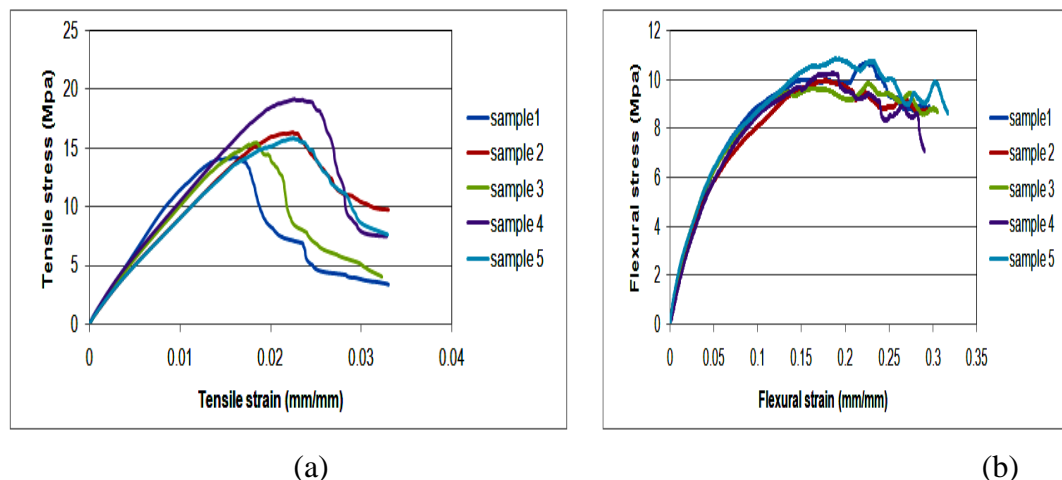 25
20
15
10
5
0
Tensile stress (Mpa)
0 0.01 0.02 0.03 0.04
Tensile strain (mm/mm)
sample1
sample 2
sample 3
sample 4
sample 5
(a)
12
10
8
6
4
2
0
Flexural stress (Mpa)
0 0.05 0.1 0.15 0.2 0.25 0.3 0.35
Flexural strain (mm/mm)
sample1
sample 2
sample 3
sample 4
sample 5
(b)